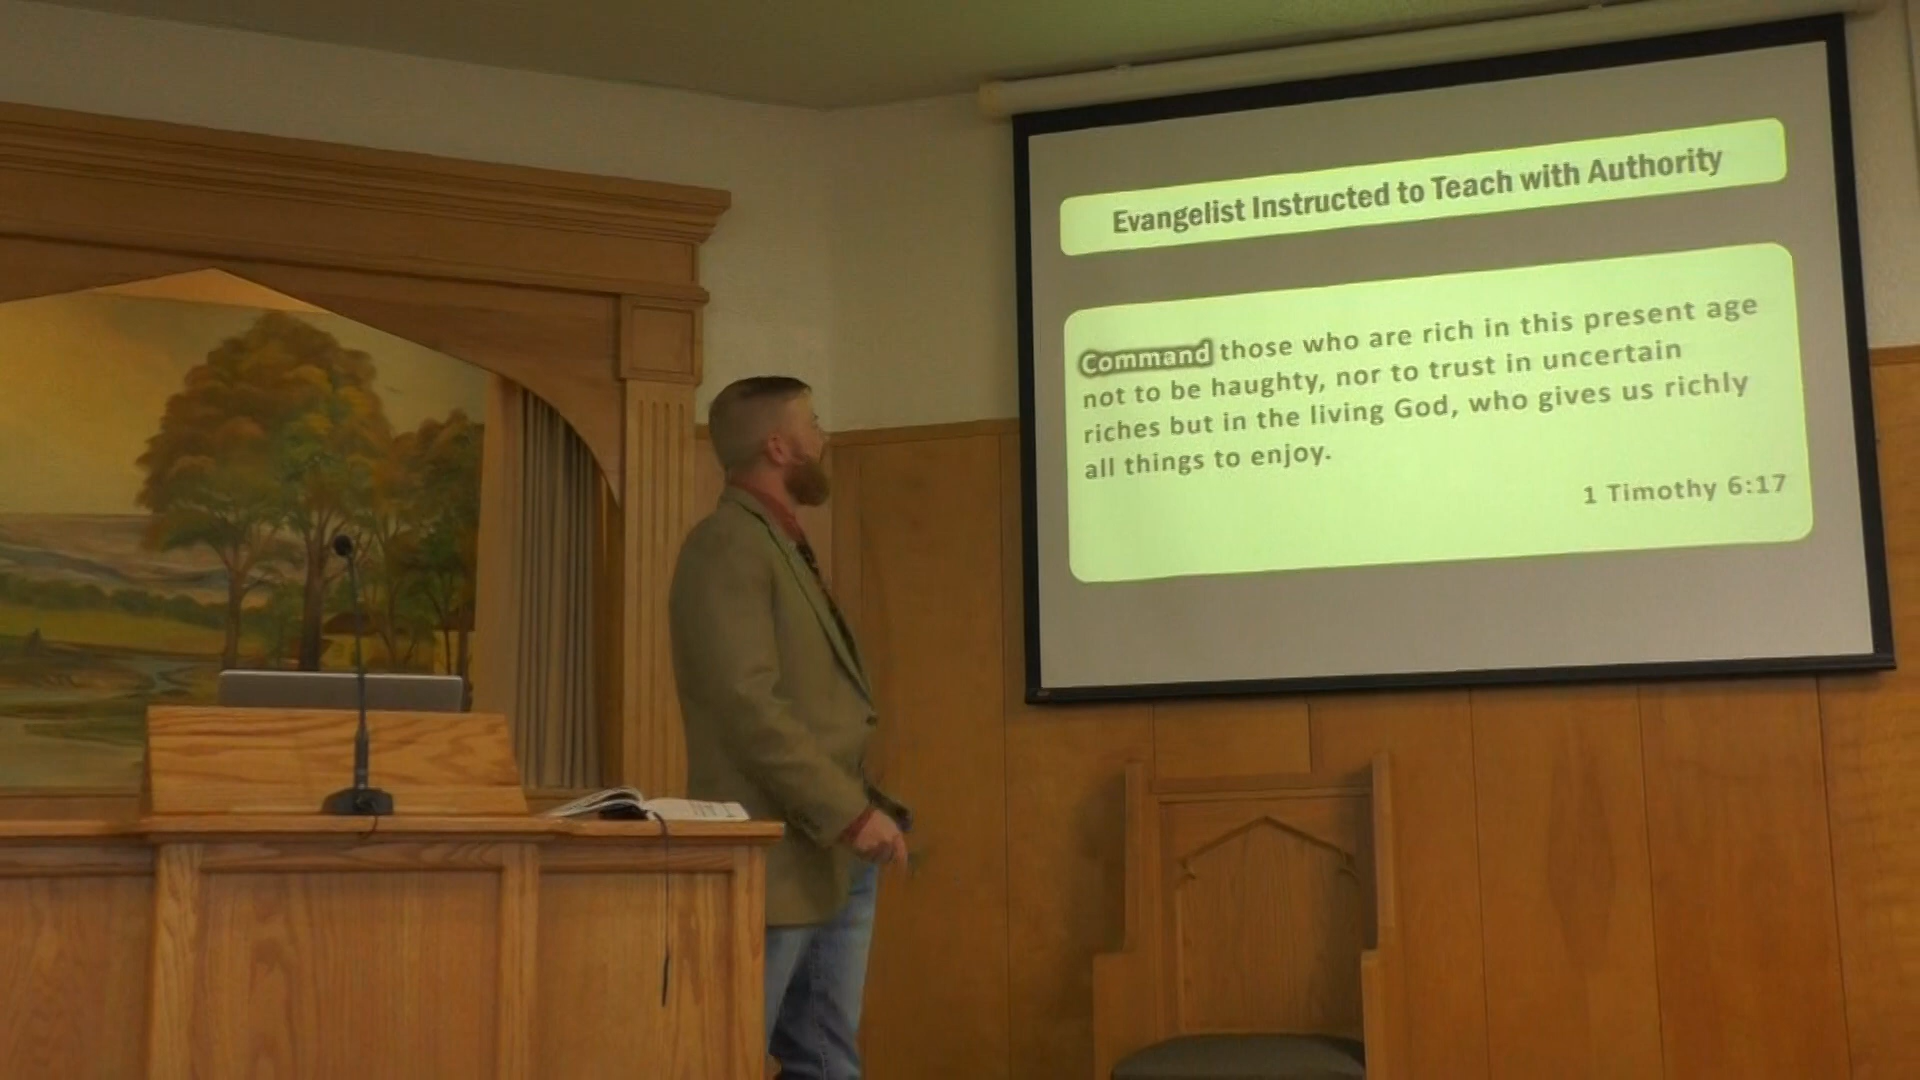 Evangelist Instructed to Teach with Authority
Command those who are rich in this present age
not to be haughty, nor to trust in uncertain
riches but in the living God, who gives us richly
all things to enjoy.
1 Timothy 6:17